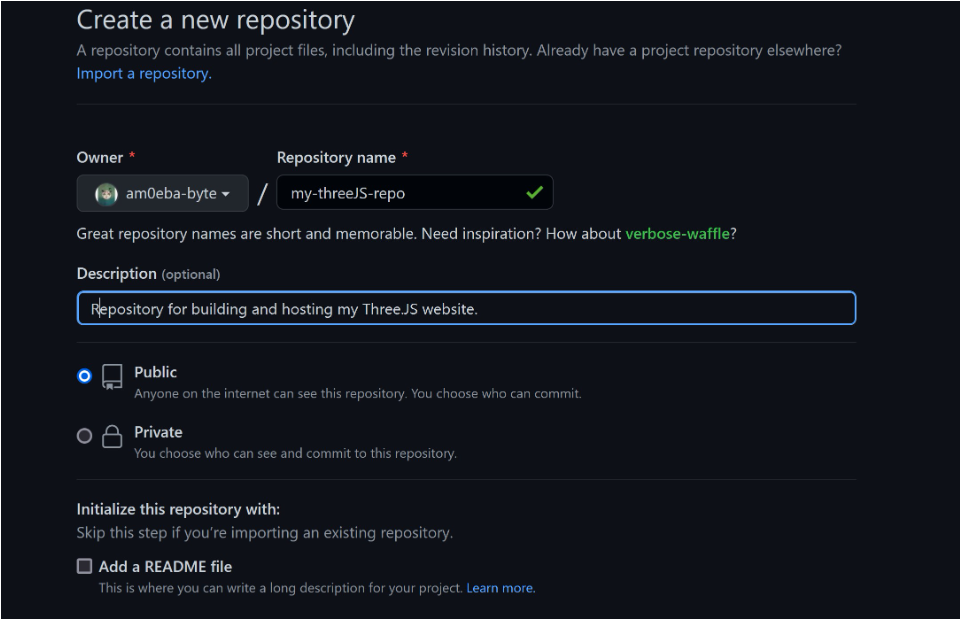 Create a new repository
A repository contains all project files, including the revision history. Already have a project repository elsewhere?
Import a repository.
Owner * Repository name *
am0eba-byte / my-threeJS-repo
Great repository names are short and memorable. Need inspiration? How about verbose-waffle?
Description (optional)
Repository for building and hosting my Three.JS website.
Public
Anyone on the internet can see this repository. You choose who can commit.
Private
You choose who can see and commit to this repository.
Initialize this repository with:
Skip this step if you're importing an existing repository.
Add a README file
This is where you can write a long description for your project. Learn more.